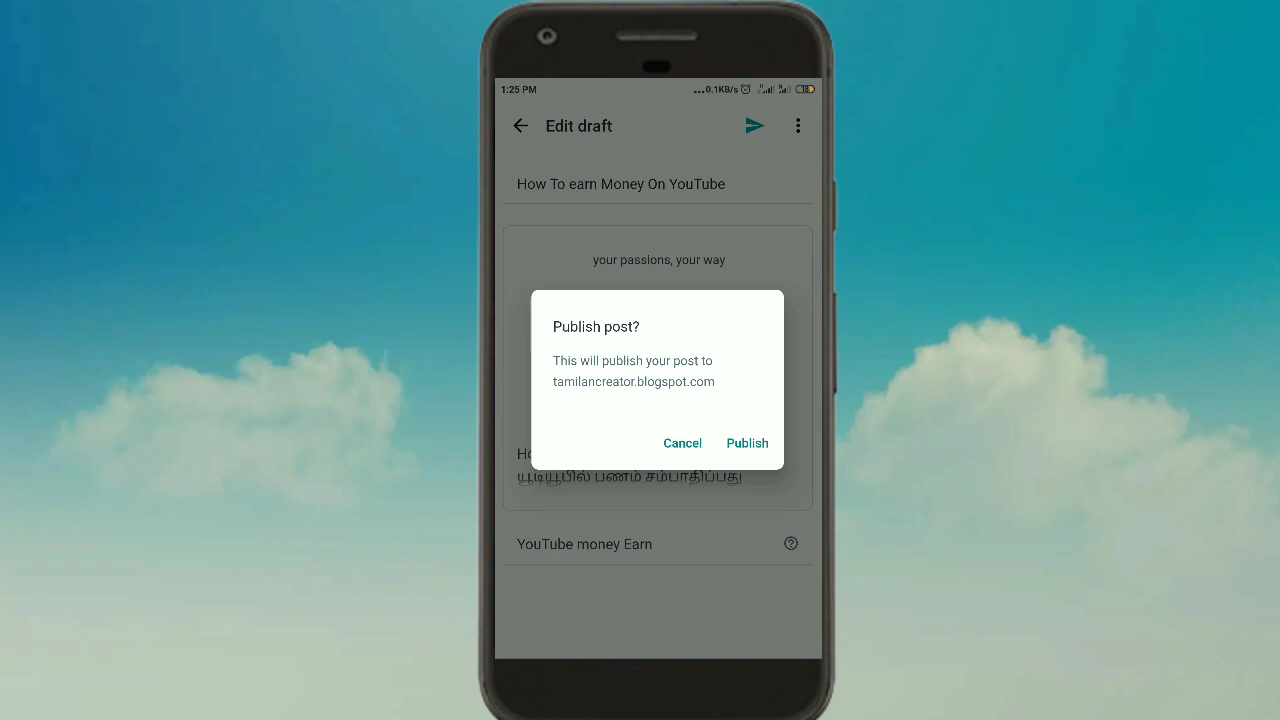 1:25 PM
...0.1KB/s
Edit draft
How To earn Money On YouTube
your passions, your way
Publish post?
This will publish your post to
tamilancreator.blogspot.com
Cancel
Publish
யூடியூபில் பணம் சம்பாதிப்பது
YouTube money Earn